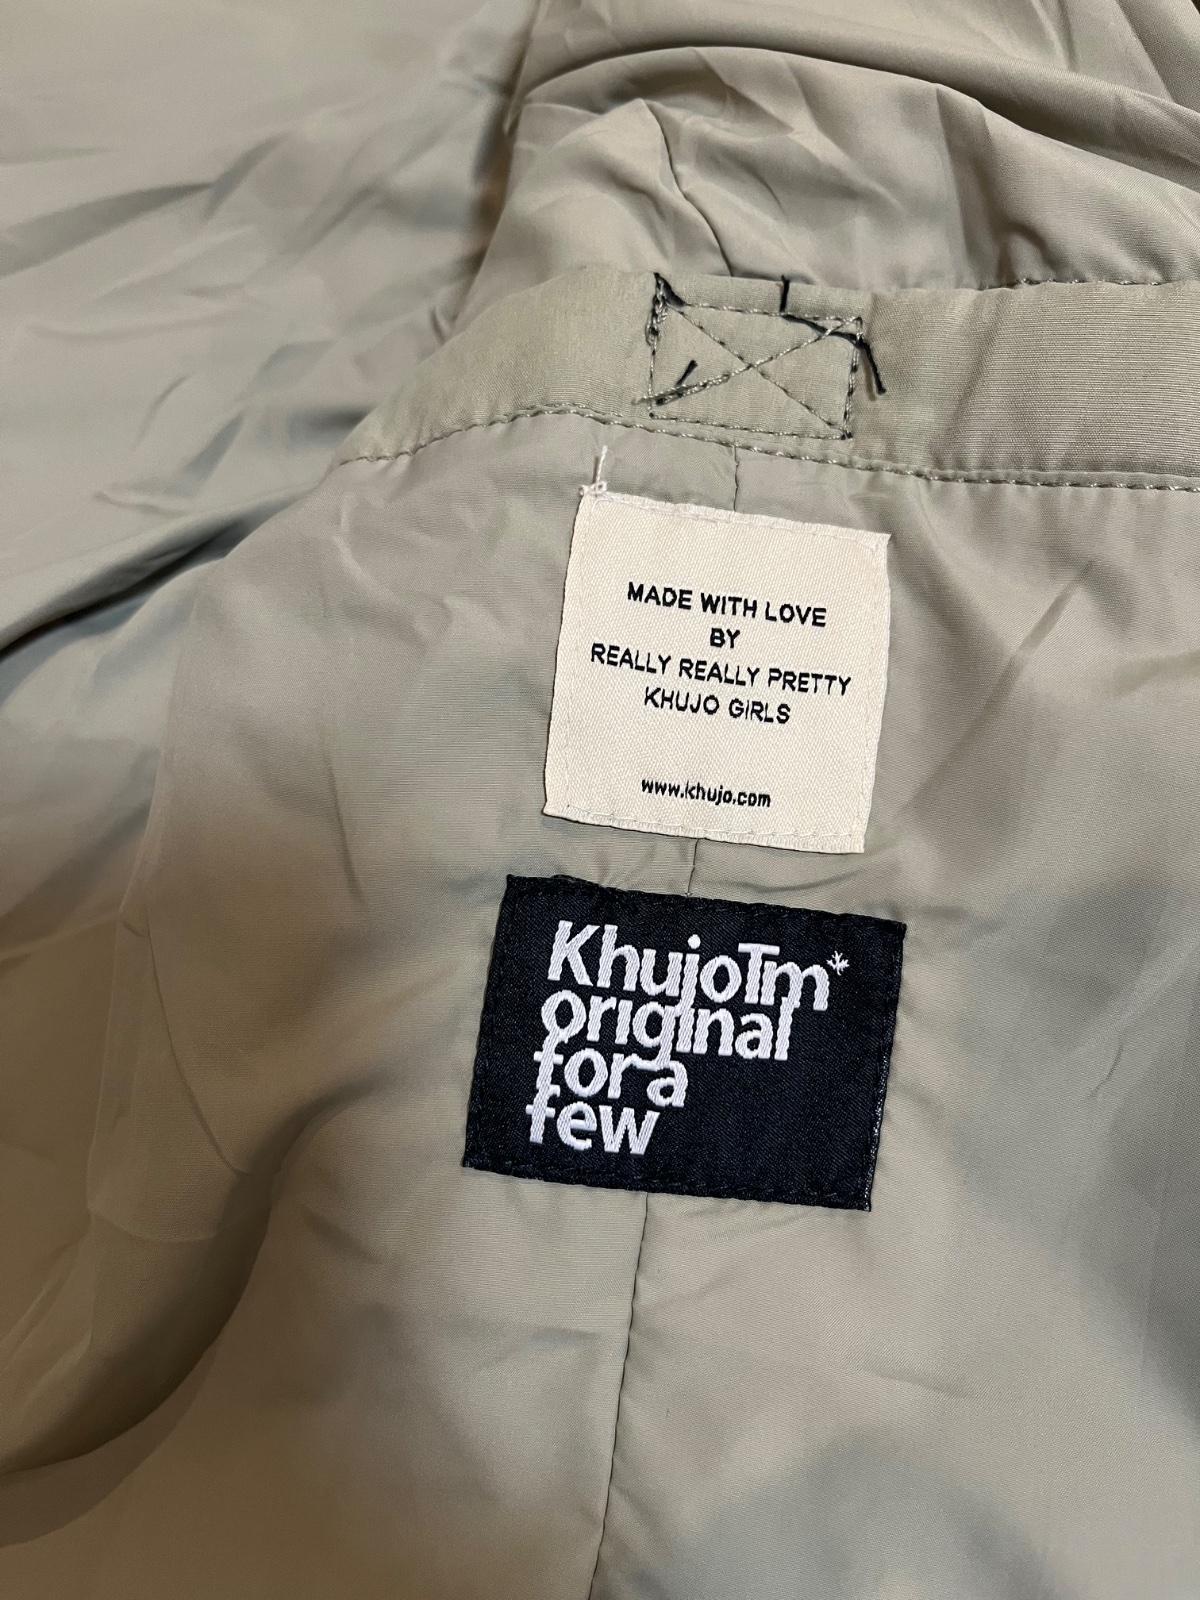 MADE WITH LOVE
BY
REALLY REALLY PRETTY
KHUJO GIRLS
www.khujo.com
KhujoTm*
original
for a
few